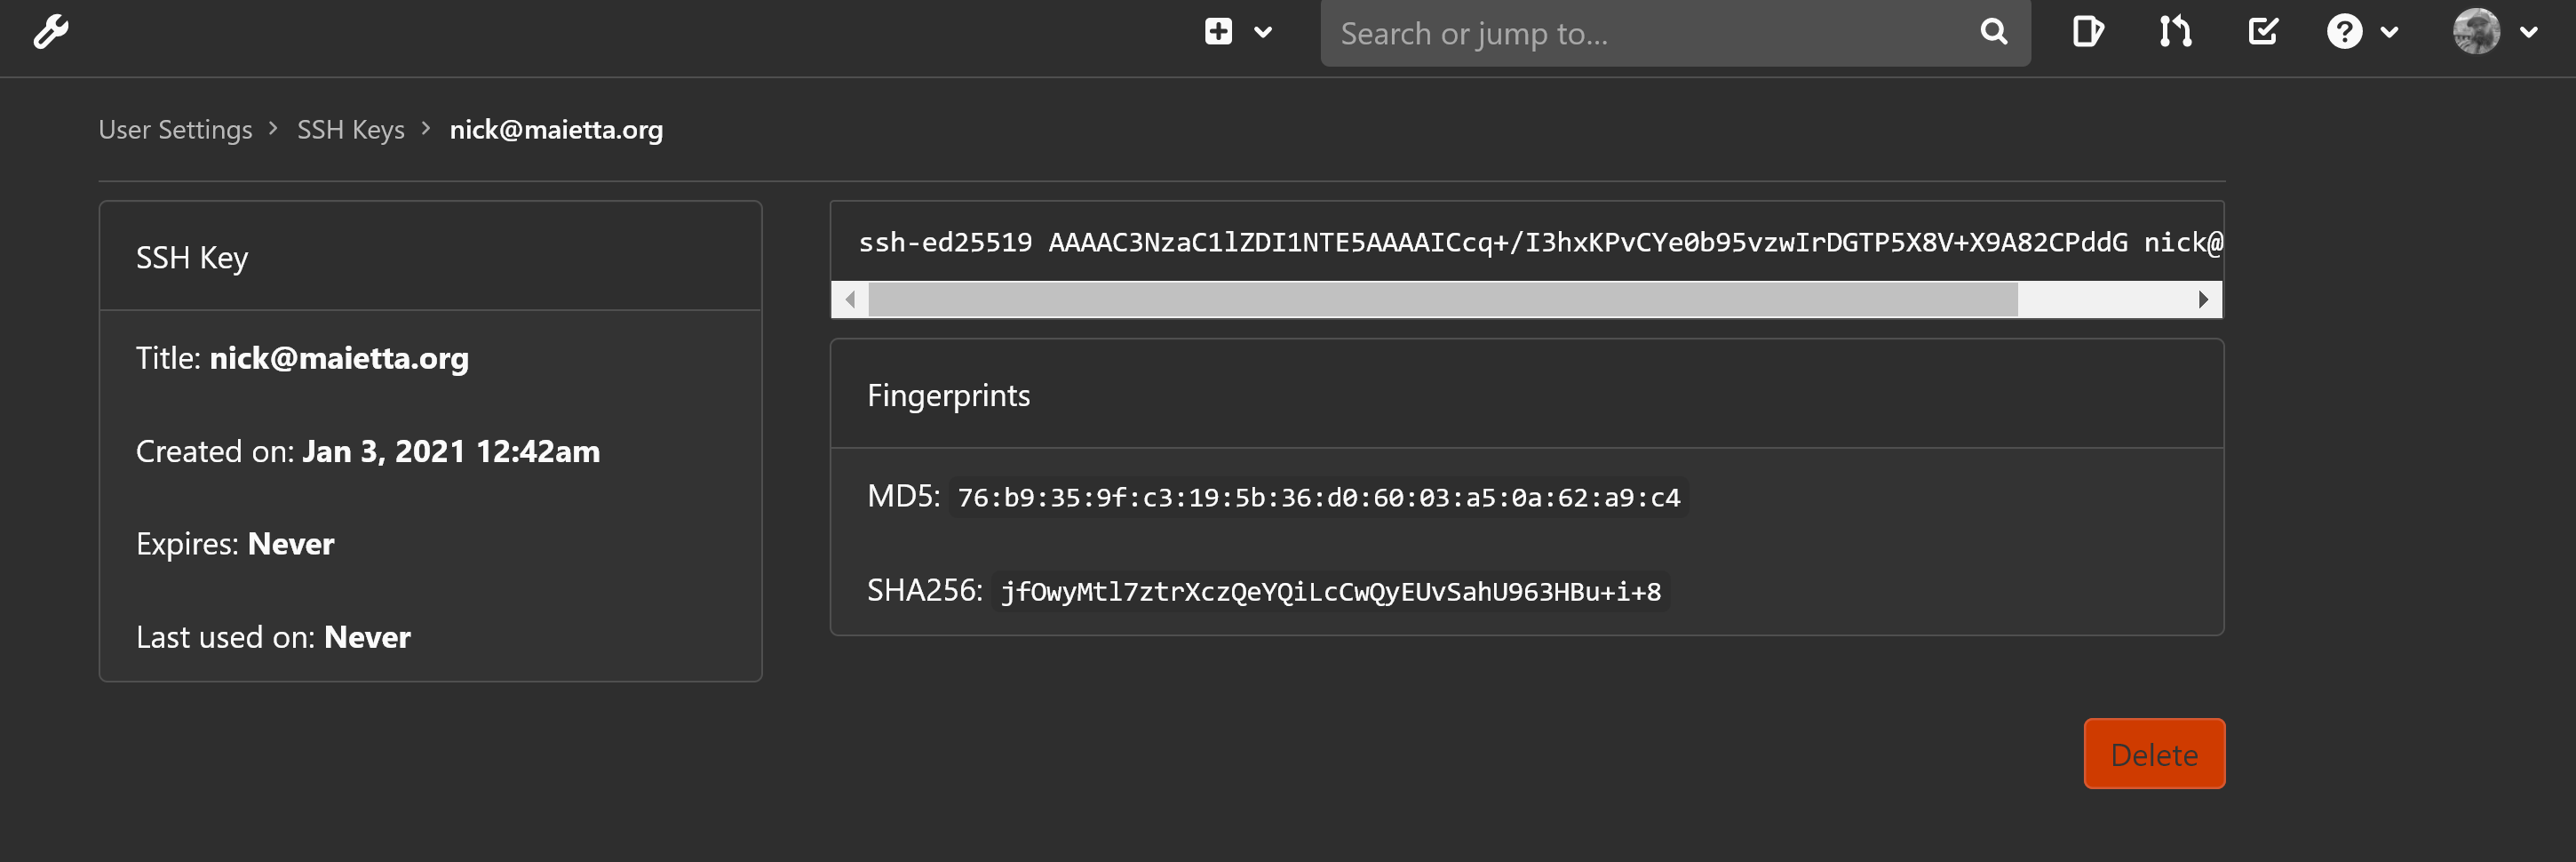 Search or jump to...
User Settings > SSH Keys > nick@maietta.org
SSH Key
Title: nick@maietta.org
Created on: Jan 3, 2021 12:42am
Expires: Never
Last used on: Never
ssh-ed25519 AAAAC3NzaC1lZDI1NTE5AAAAICcq+/I3hxKPvCYe0b95vzwIrDGTP5X8V+X9A82CPddG nick@
Fingerprints
MD5: 76:b9:35:9f:c3:19:5b:36:d0:60:03:a5:0a:62:a9:c4
SHA256: jfOwyMtl7ztrXczQeYQiLcCwQyEUvSahU963HBu+i+8
Delete